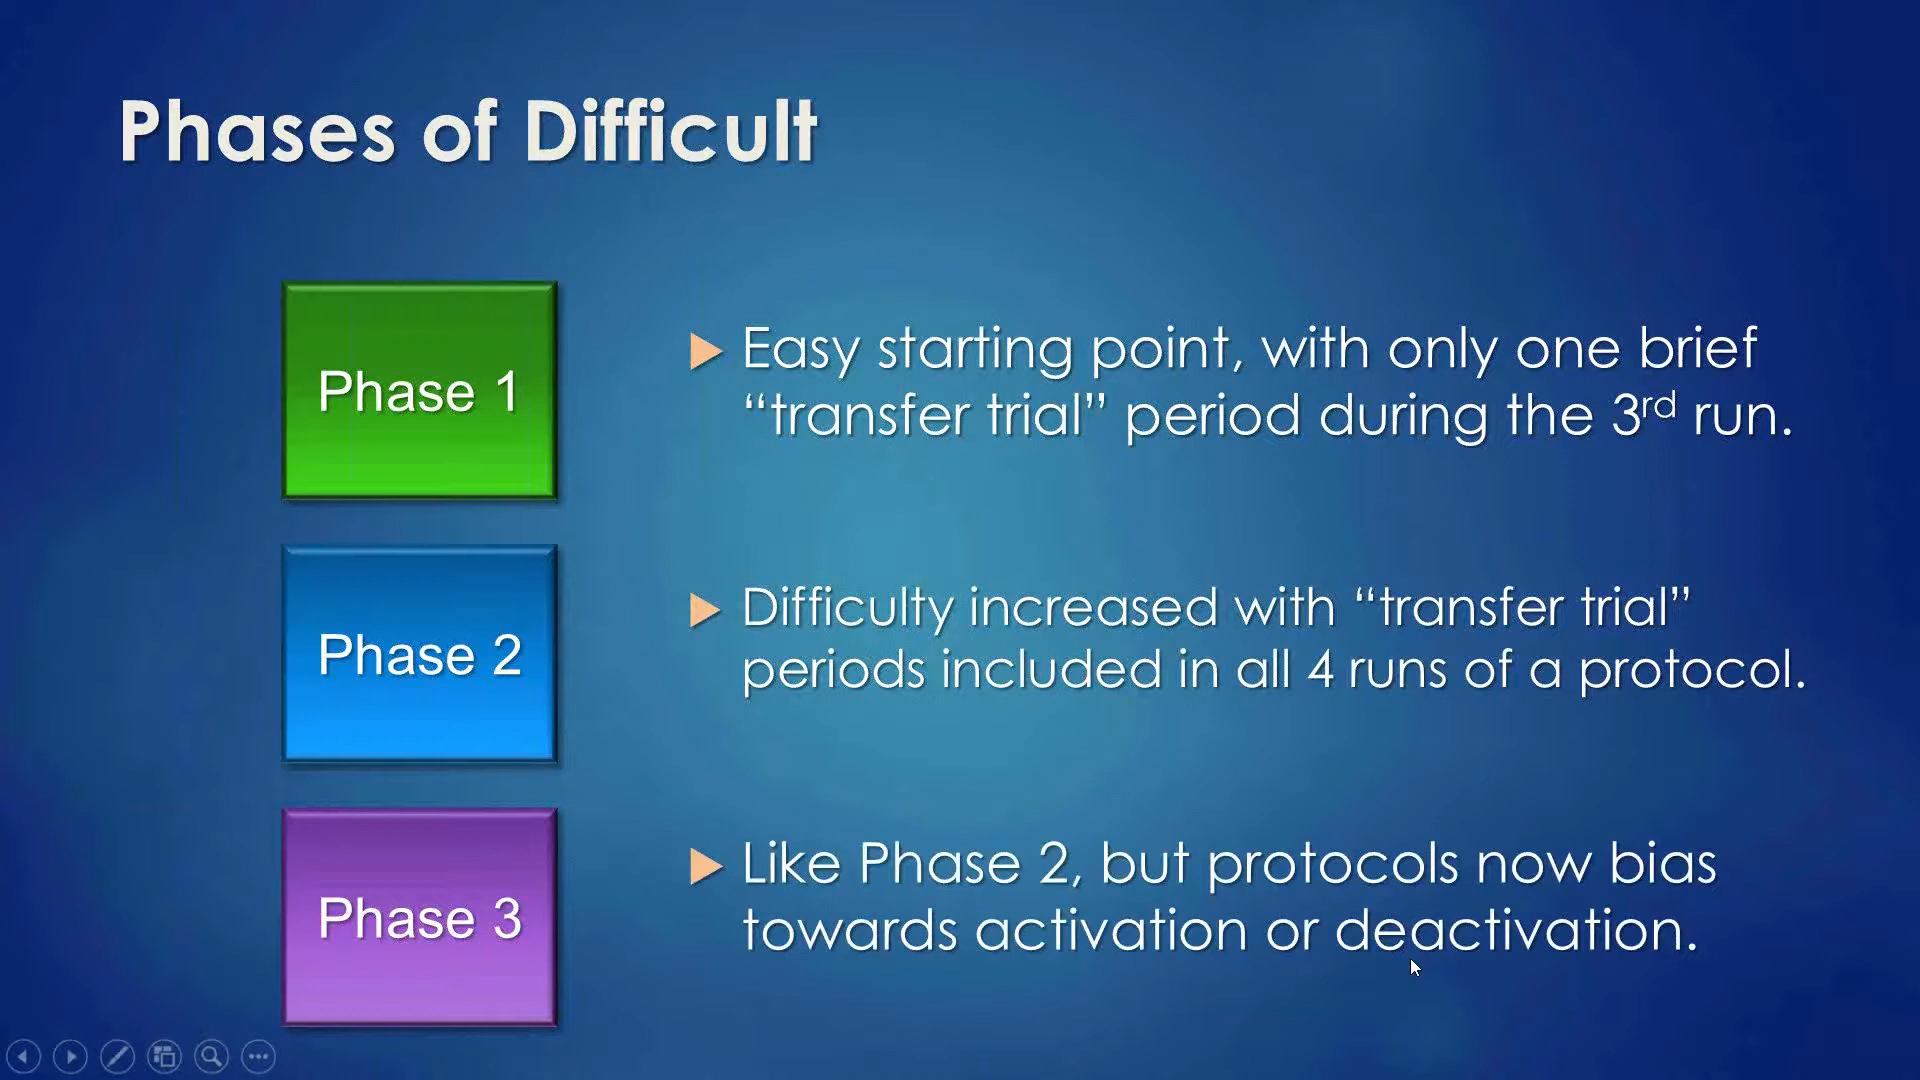 Phases of Difficult
Phase 1
Easy starting point, with only one brief
“transfer trial” period during the 3rd run.
Phase 2
Difficulty increased with “transfer trial”
periods included in all 4 runs of a protocol.
Phase 3
Like Phase 2, but protocols now bias
towards activation or deactivation.